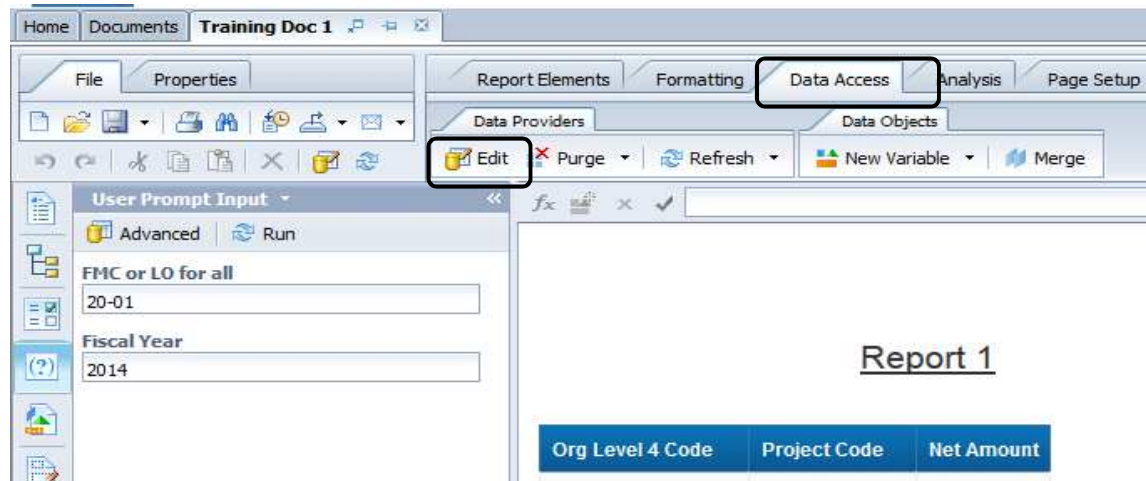 Home Documents Training Doc 1
File Properties Report Elements Formatting Data Access Analysis Page Setup
Data Providers Data Objects
Edit Purge Refresh New Variable Merge
User Prompt Input «
Advanced Run
FMC or LO for all
20-01
Fiscal Year
2014
Report 1
Org Level 4 Code Project Code Net Amount